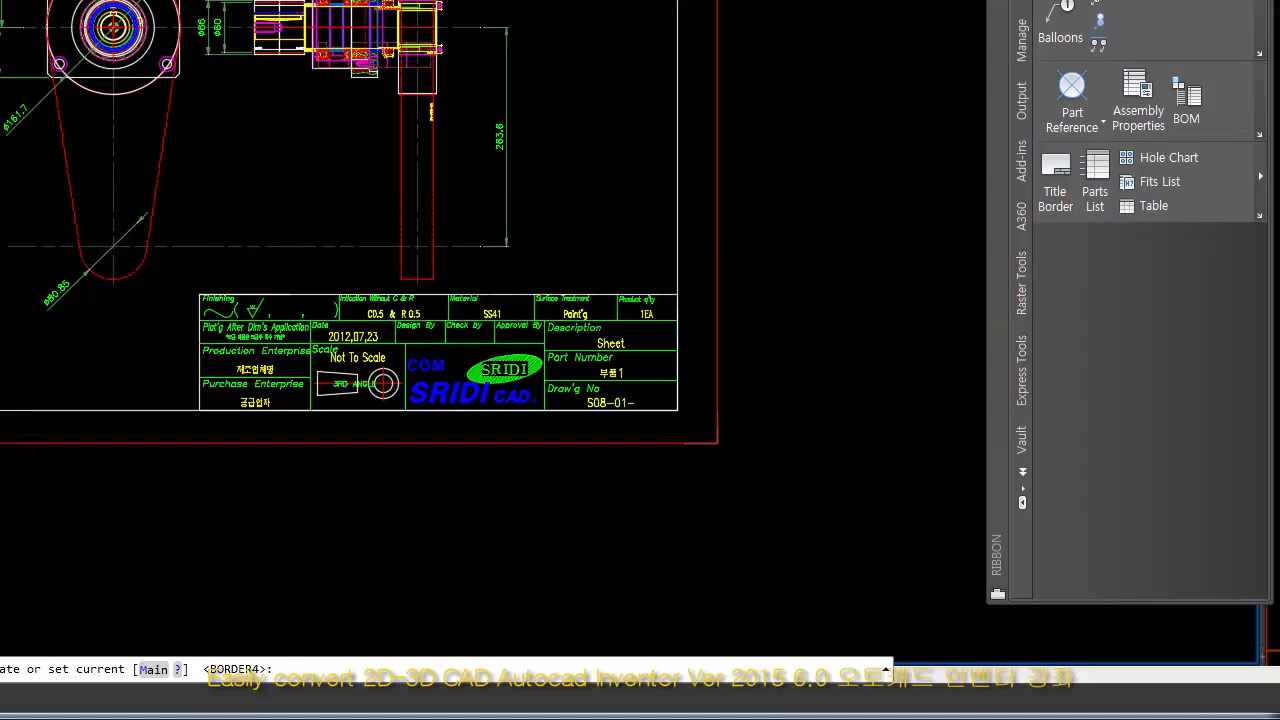 Ø66
Ø60
Ø161.7
263.6
Ø80.85
Finishing
Material
Surface Treatment
Product q'ty
C0.5 & R 0.5
SS41
Paint'g
1EA
Plat'g After Dim's Application
Date
Design By
Check by
Approval By
Description
2012,07,23
Sheet
Production Enterprise
Scale
Not To Scale
Part Number
제조업체명
COM
SRIDI
부품1
Purchase Enterprise
3RD ANGLE
SRIDI CAD.
Draw'g No
공급업자
S08-01-
Manage
Output
Add-ins
A360
Raster Tools
Express Tools
Vault
RIBBON
Balloons
Part
Reference
Assembly
Properties
BOM
Title
Border
Parts
List
Hole Chart
Fits List
Table
ate or set current [Main ?] <BORDER4>:
Easily convert 2D-3D CAD Autocad Inventor Ver 2015 6.0 오토캐드 인벤터 강좌